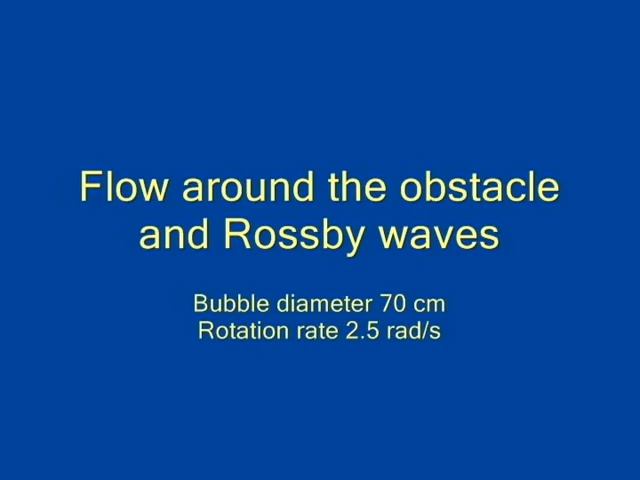 Flow around the obstacle
and Rossby waves
Bubble diameter 70 cm
Rotation rate 2.5 rad/s